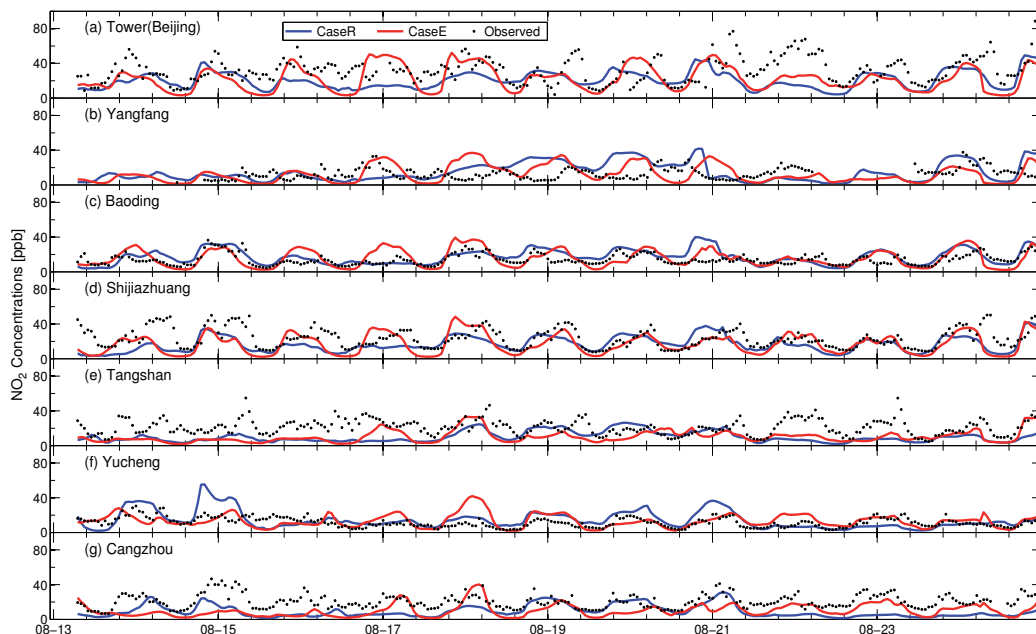 (a) Tower(Beijing)
CaseR CaseE Observed
80
40
0
(b) Yangfang
80
40
0
(c) Baoding
80
40
0
(d) Shijiazhuang
80
40
0
(e) Tangshan
80
40
0
(f) Yucheng
80
40
0
(g) Cangzhou
80
40
0
NO2 Concentrations [ppb]
08–13 08–15 08–17 08–19 08–21 08–23